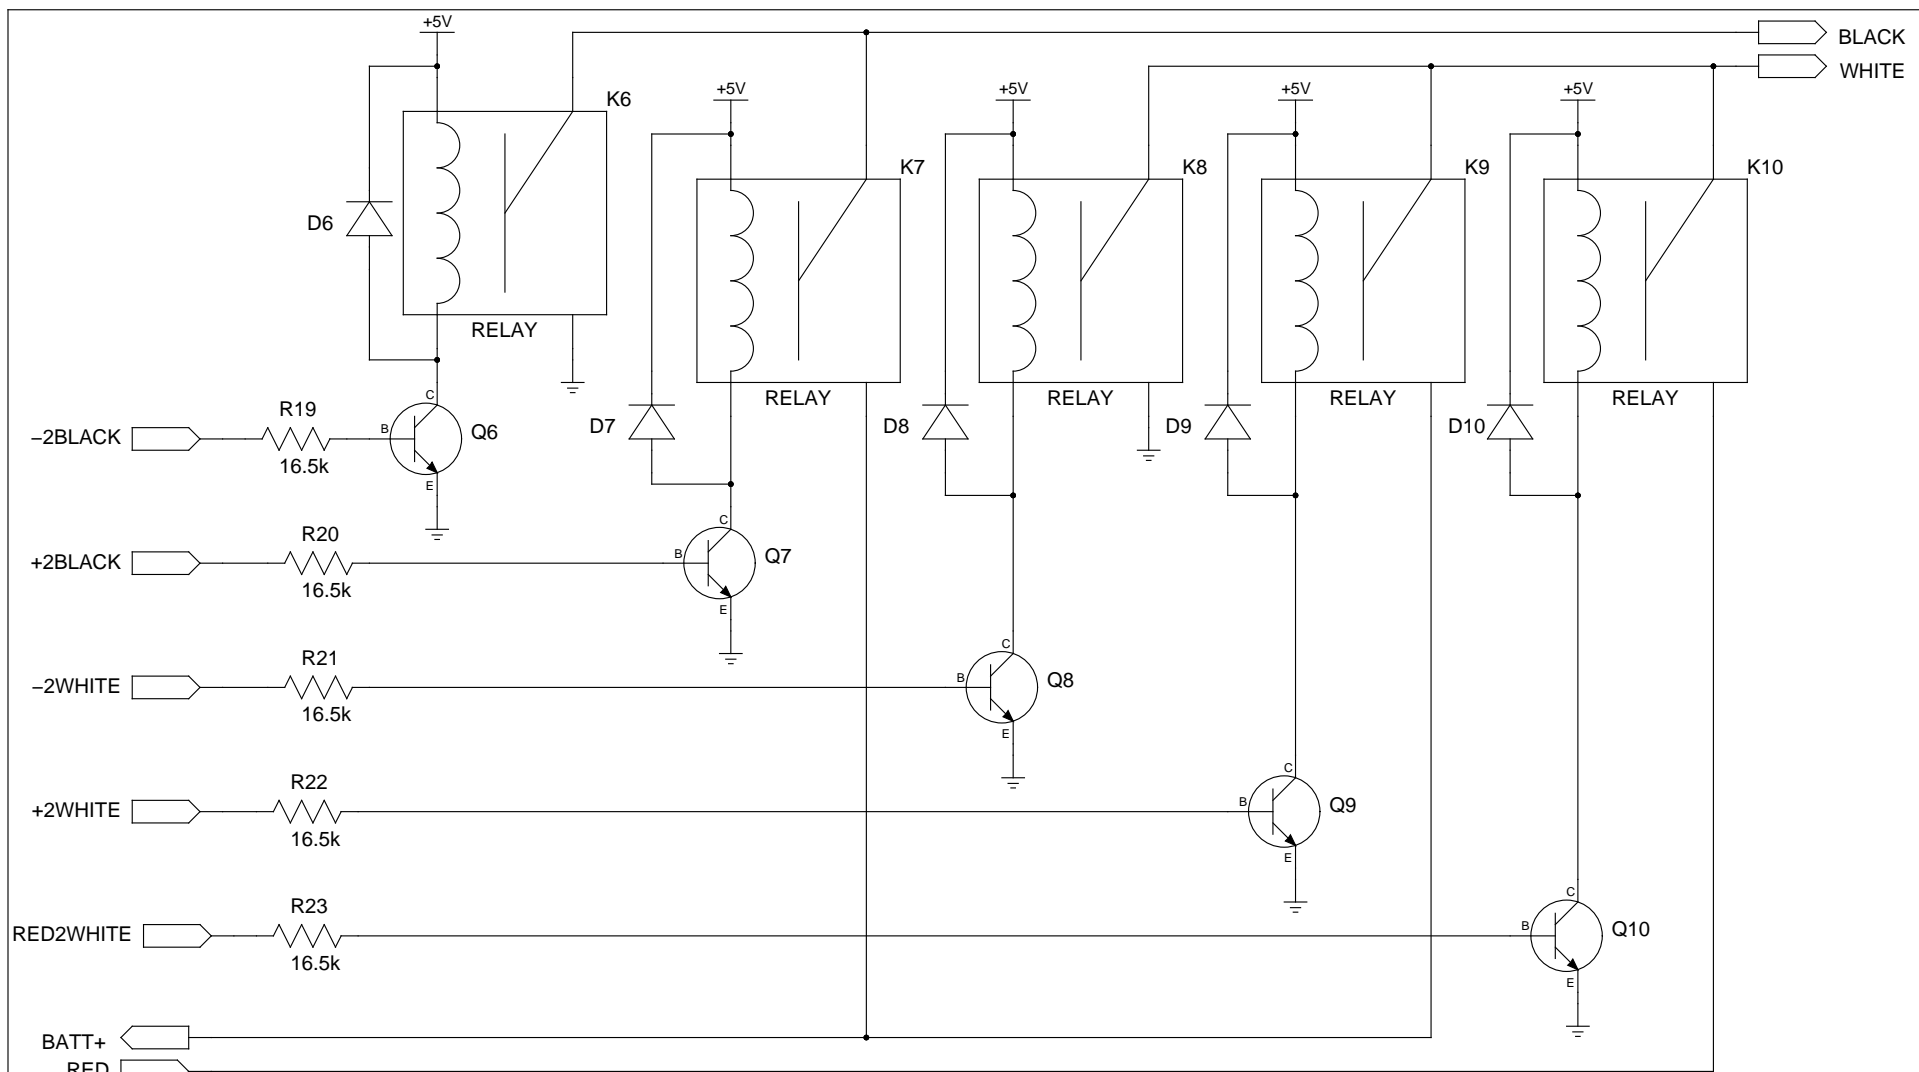 +5V
BLACK
WHITE
K6
+5V
+5V
+5V
+5V
K7
K8
K9
K10
D6
RELAY
RELAY
RELAY
RELAY
RELAY
R19
–2BLACK
16.5k
B
C
E
Q6
D7
D8
D9
D10
R20
+2BLACK
16.5k
B
C
E
Q7
R21
–2WHITE
16.5k
B
C
E
Q8
R22
+2WHITE
16.5k
B
C
E
Q9
R23
RED2WHITE
16.5k
B
C
E
Q10
BATT+
RED